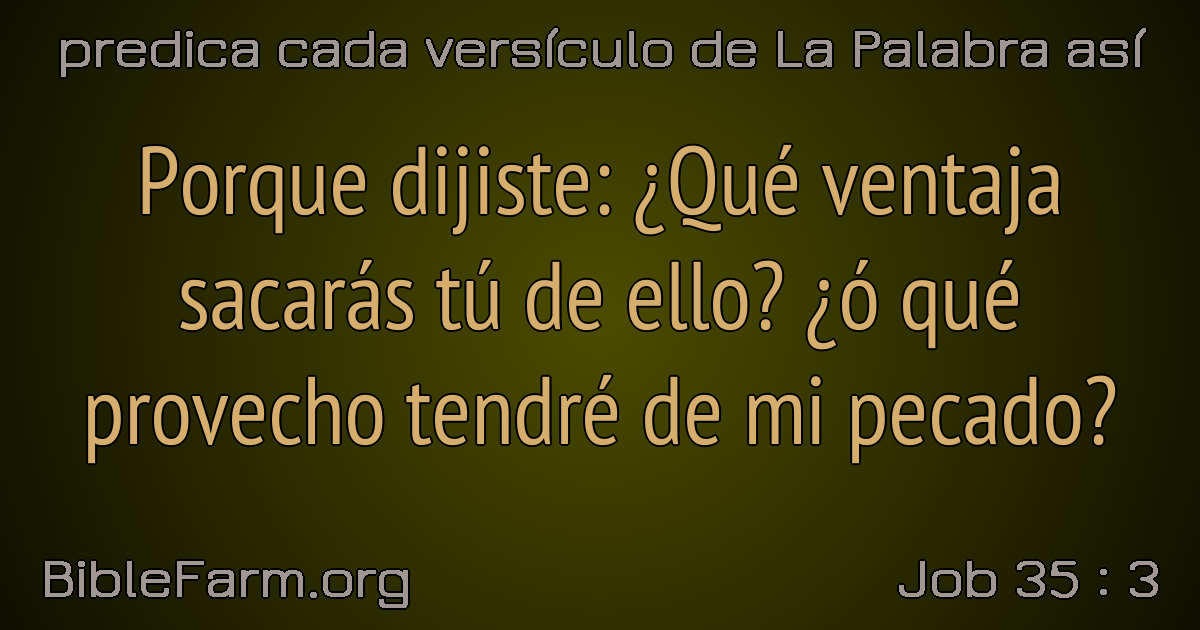 predica cada versículo de La Palabra así
Porque dijiste: ¿Qué ventaja
sacarás tú de ello? ¿ó qué
provecho tendré de mi pecado?
BibleFarm.org
Job 35 : 3